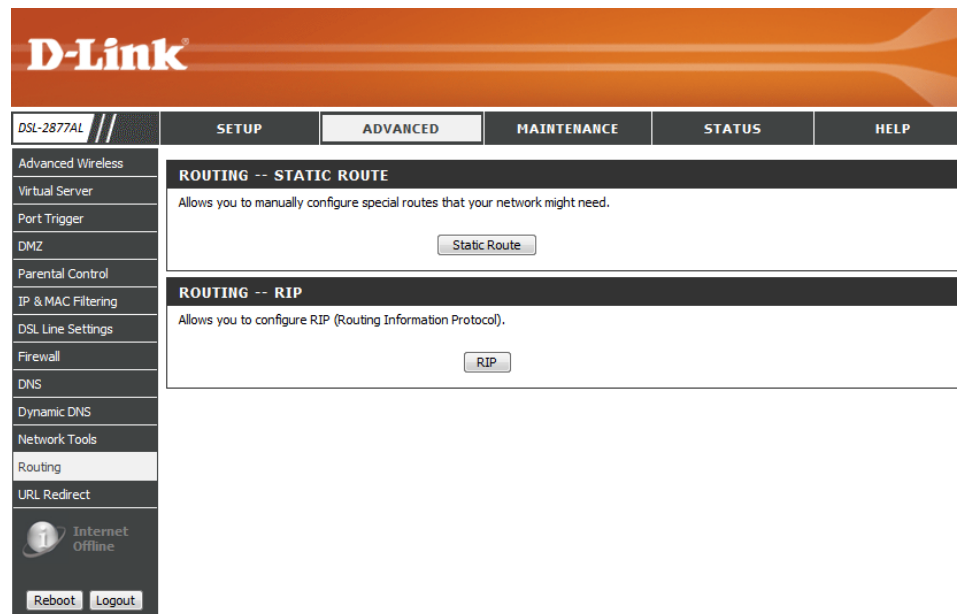 D-Link®
DSL-2877AL
SETUP
ADVANCED
MAINTENANCE
STATUS
HELP
Advanced Wireless
Virtual Server
Port Trigger
DMZ
Parental Control
IP & MAC Filtering
DSL Line Settings
Firewall
DNS
Dynamic DNS
Network Tools
Routing
URL Redirect
Internet
Offline
Reboot
Logout
ROUTING -- STATIC ROUTE
Allows you to manually configure special routes that your network might need.
Static Route
ROUTING -- RIP
Allows you to configure RIP (Routing Information Protocol).
RIP